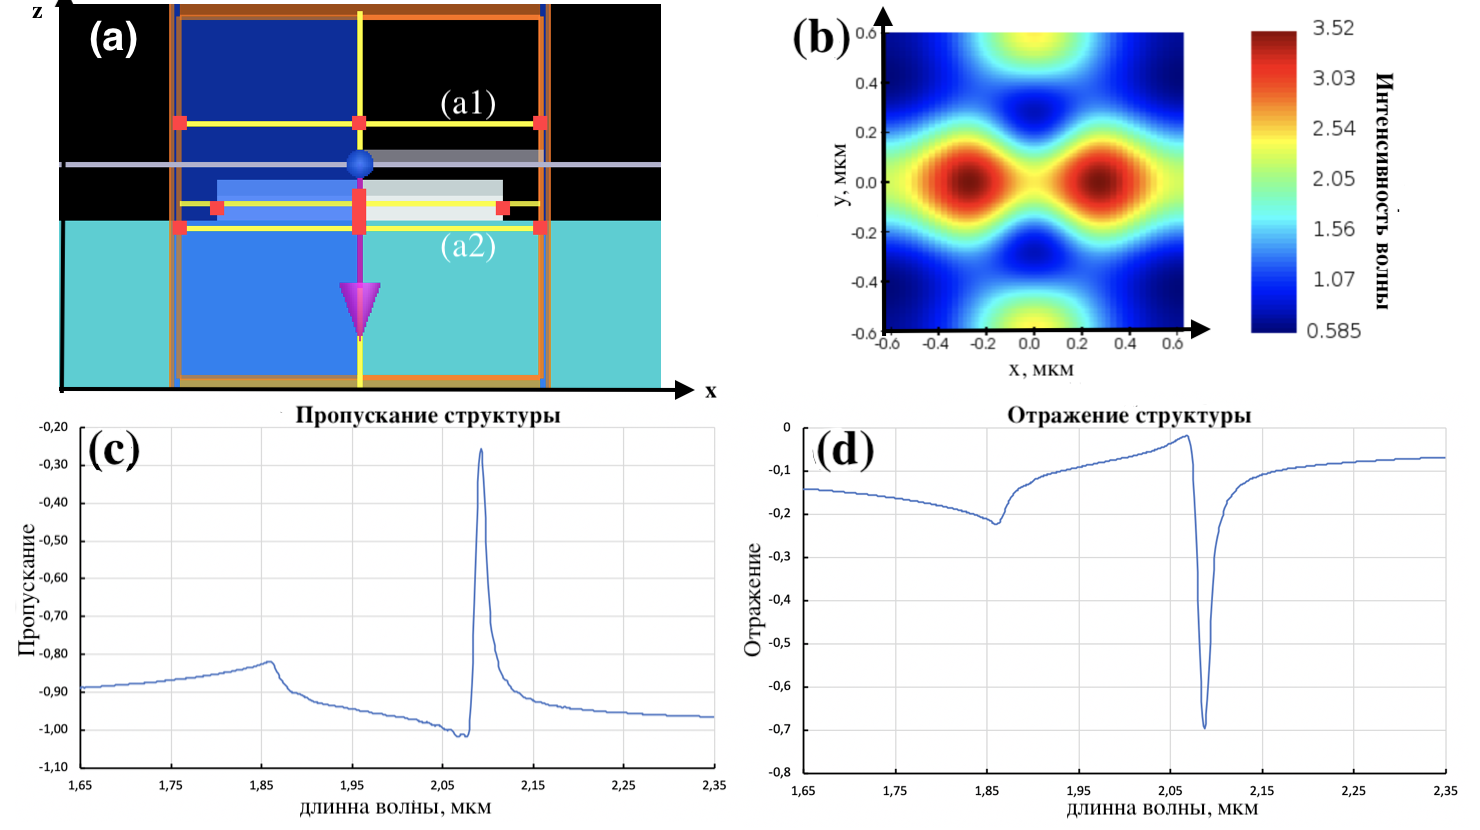 z
(a)
(a1)
(a2)
x
(b)
0.6
0.4
0.2
0.0
-0.2
-0.4
-0.6
y, мкм
-0.6 -0.4 -0.2 0.0 0.2 0.4 0.6
x, мкм
3.52
3.03
2.54
2.05
1.56
1.07
0.585
Интенсивность волны
Пропускание структуры
(c)
-0,20
-0,30
-0,40
-0,50
-0,60
-0,70
-0,80
-0,90
-1,00
-1,10
Пропускание
1,65 1,75 1,85 1,95 2,05 2,15 2,25 2,35
длинна волны, мкм
Отражение структуры
(d)
0
-0,1
-0,2
-0,3
-0,4
-0,5
-0,6
-0,7
-0,8
Отражение
1,65 1,75 1,85 1,95 2,05 2,15 2,25 2,35
длинна волны, мкм